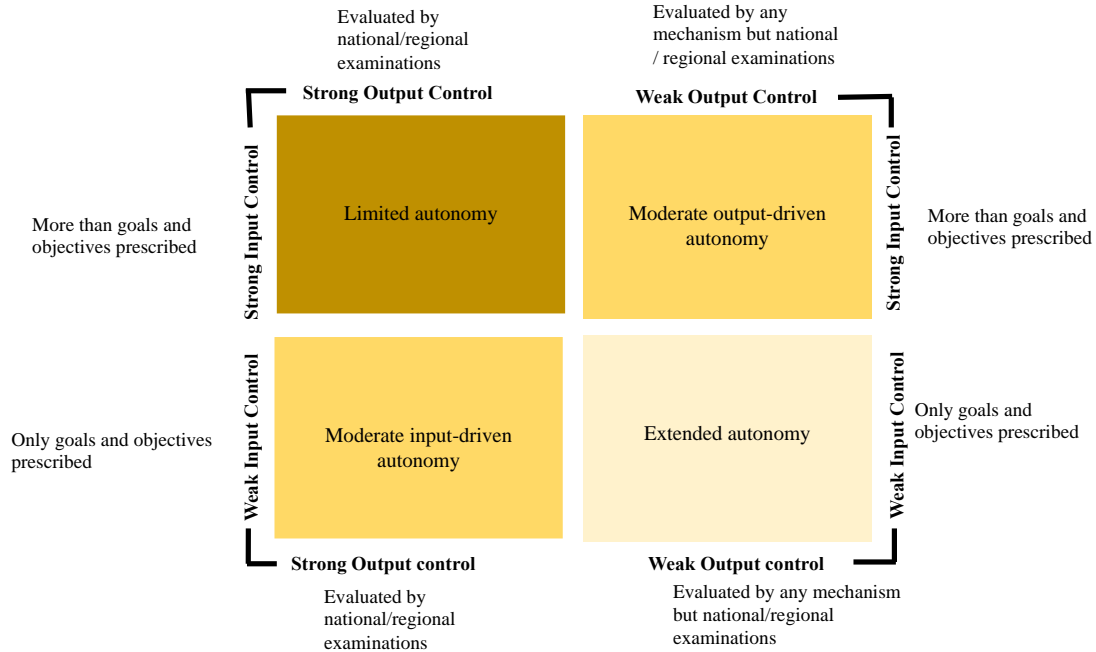 Evaluated by
national/regional
examinations
Evaluated by any
mechanism but national
/ regional examinations
Strong Output Control
Weak Output Control
More than goals and
objectives prescribed
Strong Input Control
Limited autonomy
Moderate output-driven
autonomy
Strong Input Control
More than goals and
objectives prescribed
Only goals and objectives
prescribed
Weak Input Control
Moderate input-driven
autonomy
Extended autonomy
Weak Input Control
Only goals and
objectives prescribed
Strong Output control
Weak Output control
Evaluated by
national/regional
examinations
Evaluated by any mechanism
but national/regional
examinations